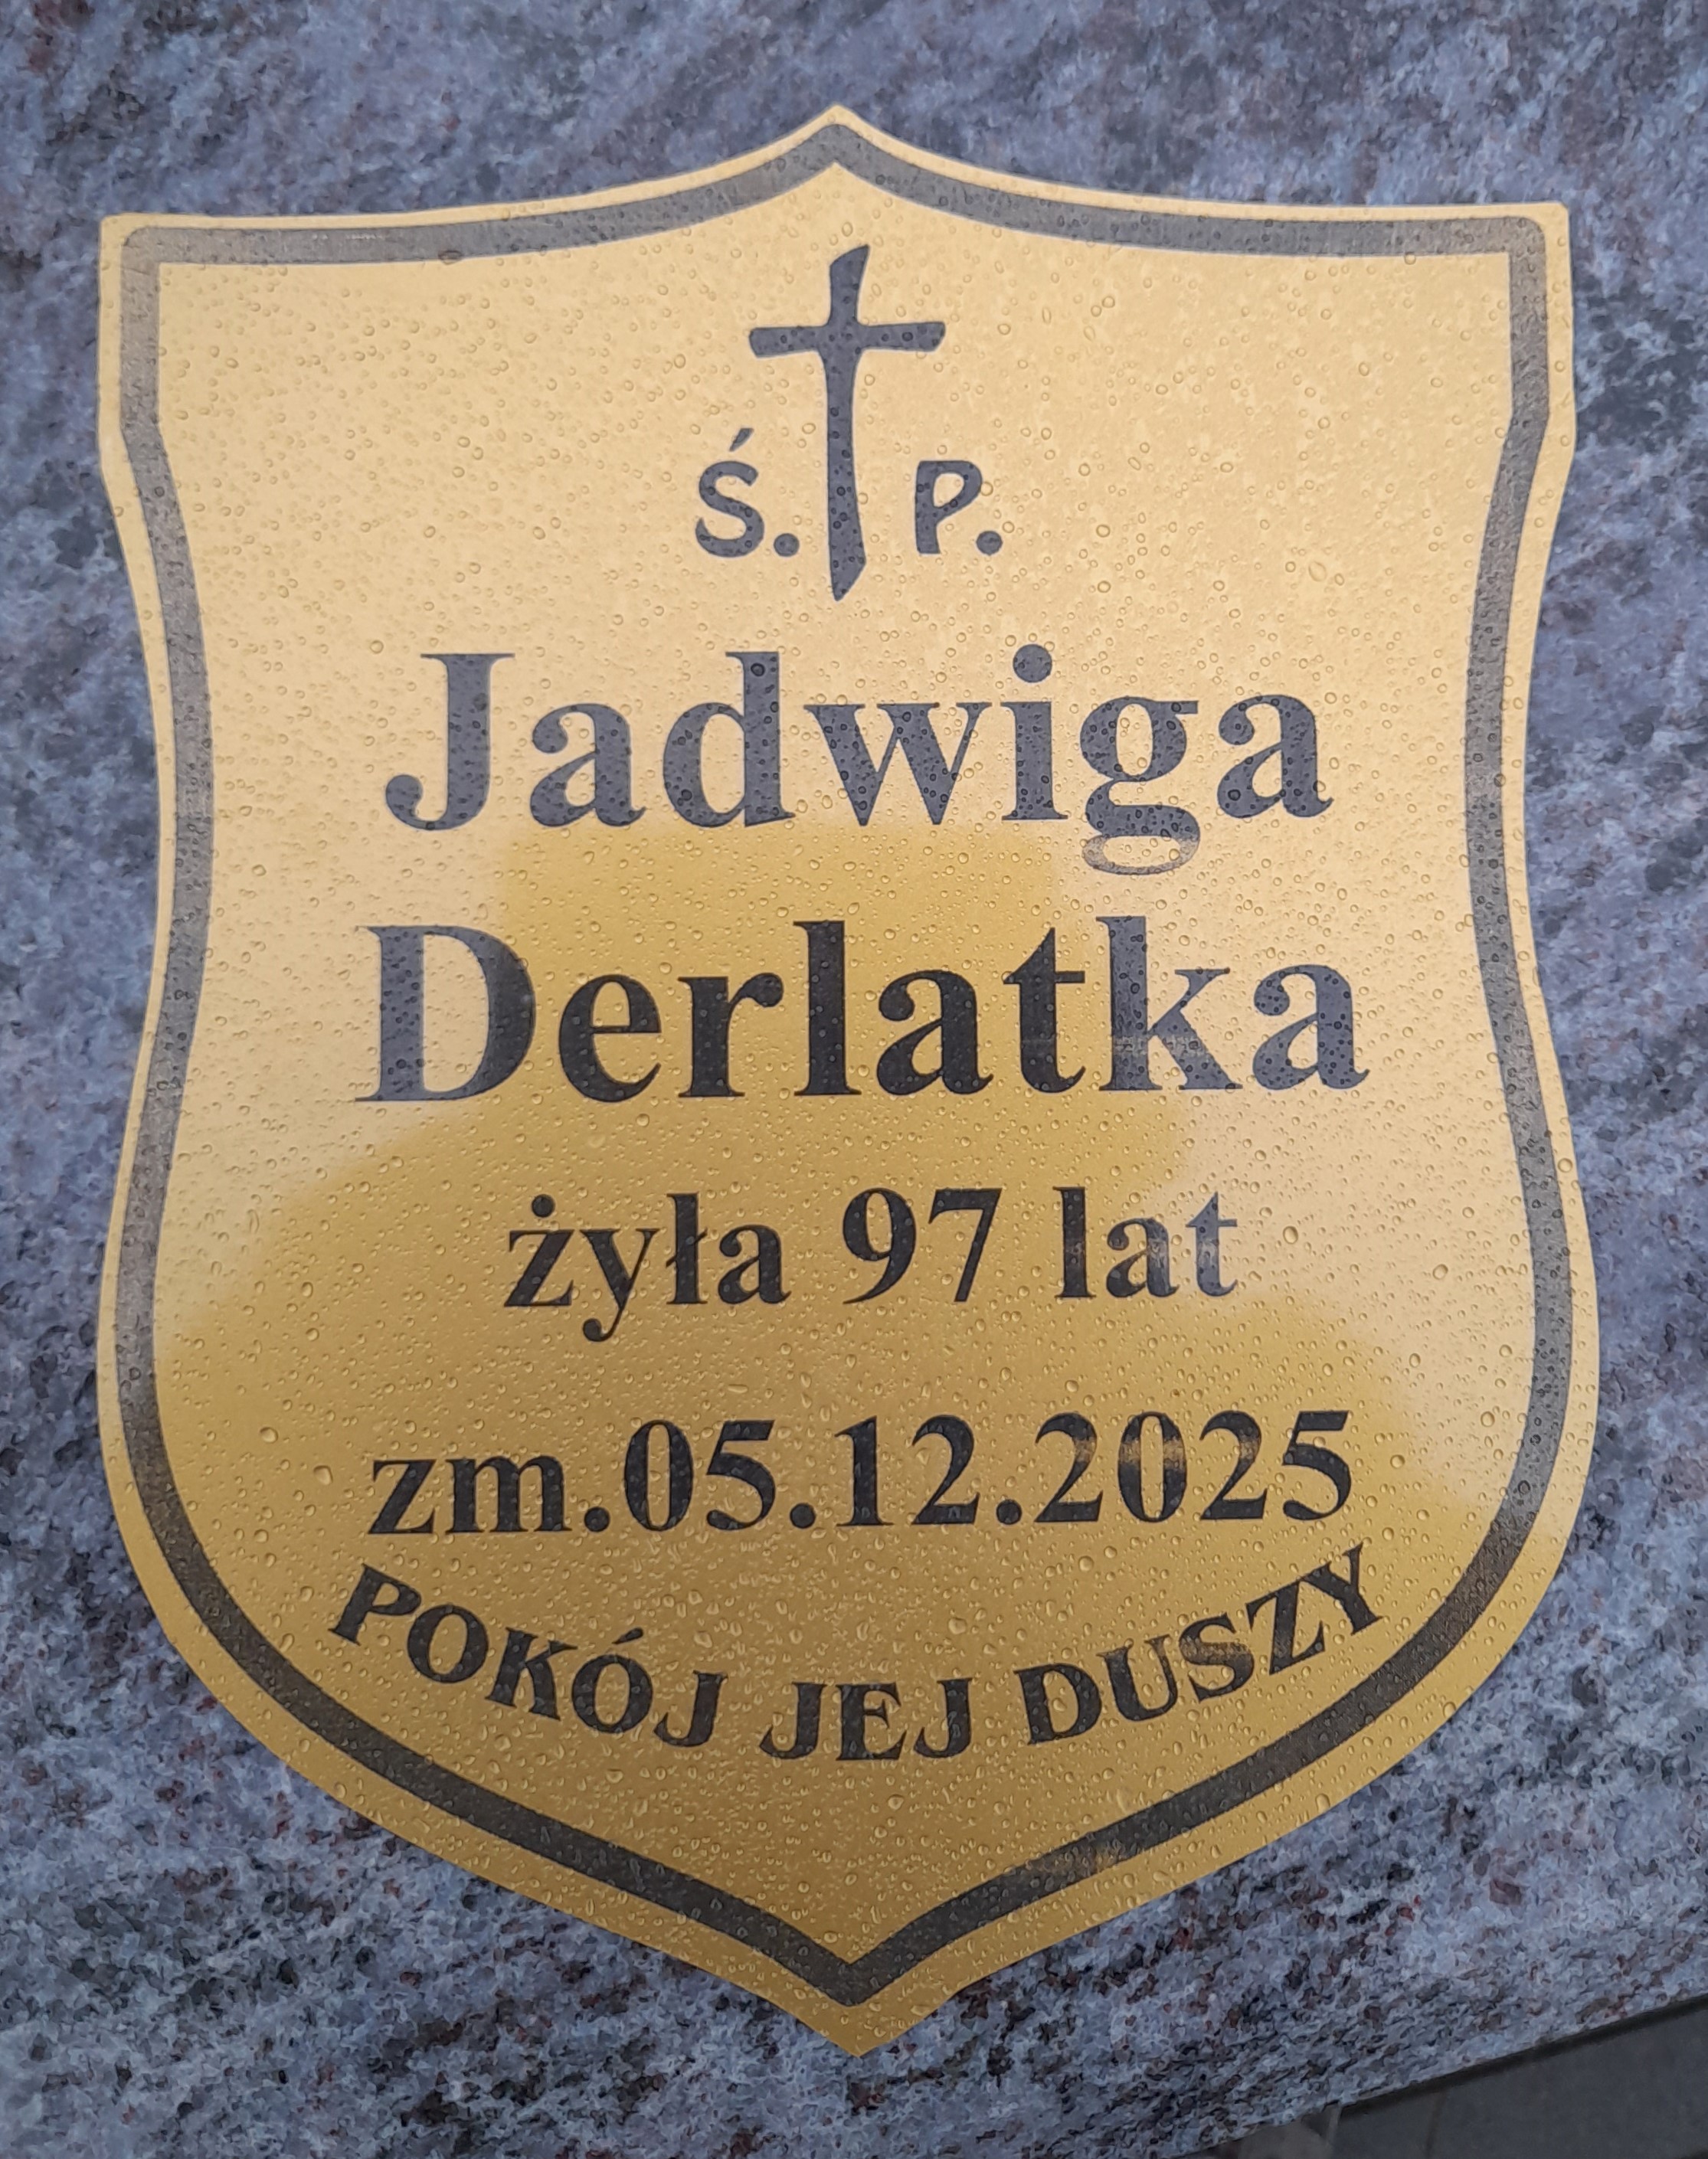 Ś. P.
Jadwiga
Derlatka
żyła 97 lat
zm.05.12.2025
POKÓJ JEJ DUSZY